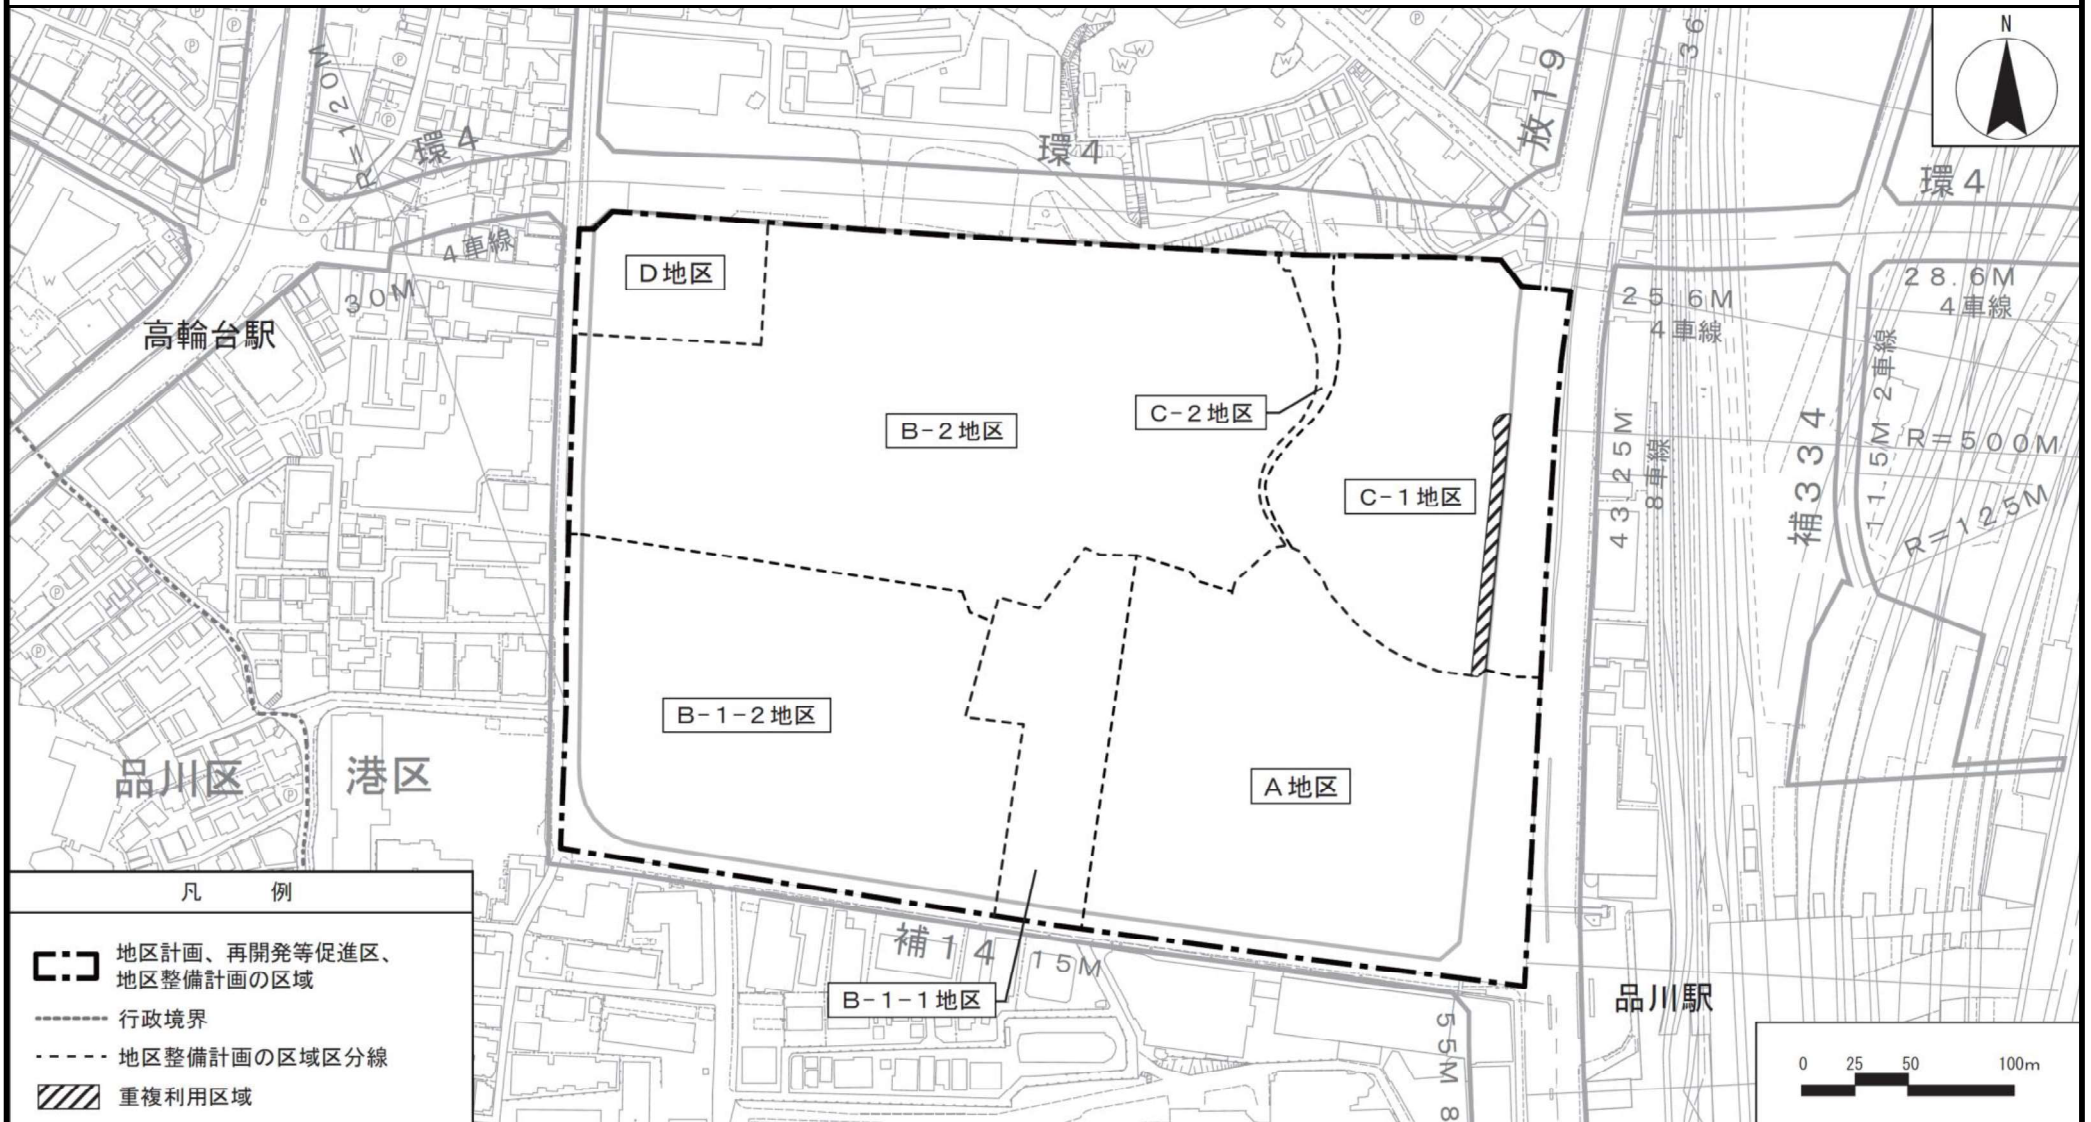 N
36
放19
R=120M
環4
環4
環4
4車線
D地区
30M
25.6M
4車線
28.6M
4車線
高輪台駅
B-2地区
C-2地区
C-1地区
43.25M
8車線
補334
11.5M 2車線
R=500M
R=125M
B-1-2地区
A地区
品川区
港区
補14
15M
B-1-1地区
品川駅
55M 8
凡 例
地区計画、再開発等促進区、
地区整備計画の区域
行政境界
地区整備計画の区域区分線
重複利用区域
0 25 50 100m